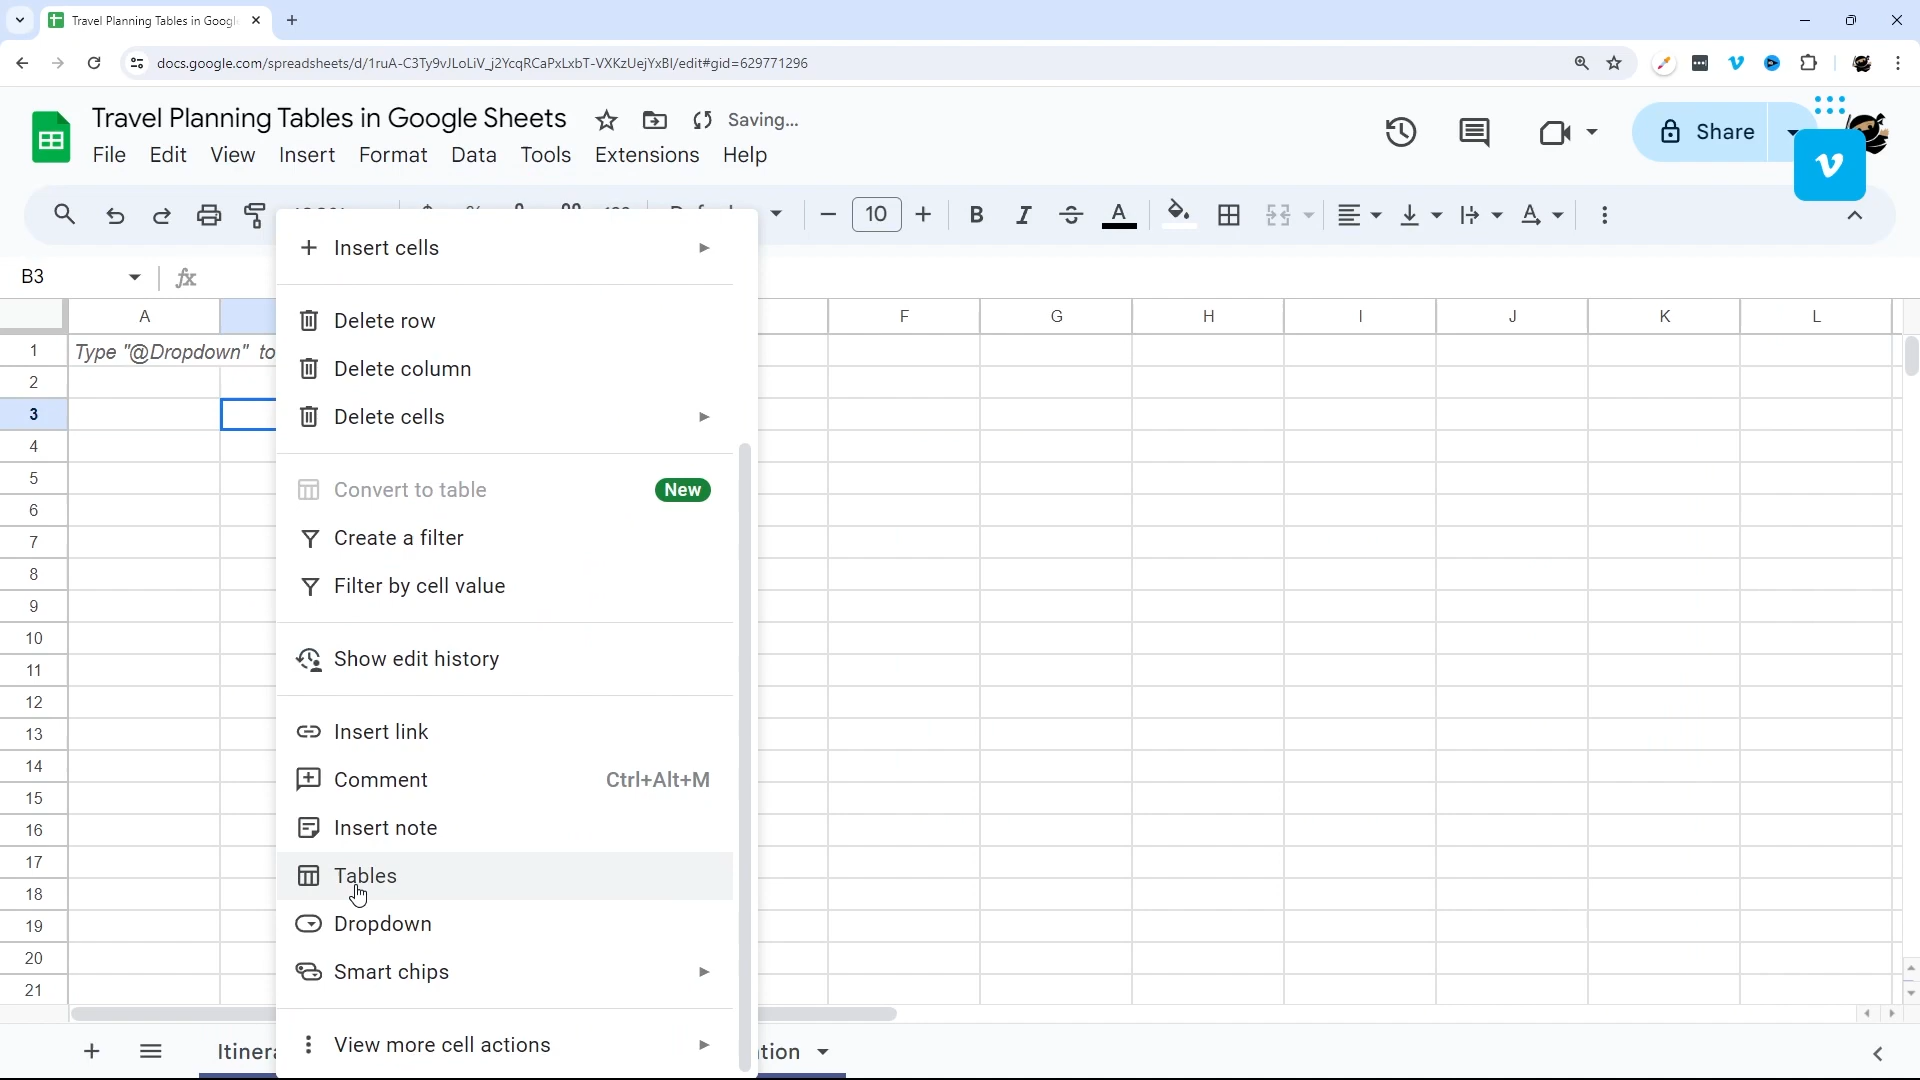 Travel Planning Tables in Googl
docs.google.com/spreadsheets/d/1ruA-C3Ty9vJLoLiV_j2YcqRCaPxLxbT-VXKzUejYxBI/edit#gid=629771296
Travel Planning Tables in Google Sheets
Saving...
Share
File Edit View Insert Format Data Tools Extensions Help
10
B3
A F G H I J K L
Insert cells
Delete row
1 Type "@Dropdown" to
Delete column
2
3
Delete cells
4
5
Convert to table New
6
7
Create a filter
8
Filter by cell value
9
10
Show edit history
11
12
13
Insert link
14
Comment Ctrl+Alt+M
15
16
Insert note
17
Tables
18
19
Dropdown
20
Smart chips
21
View more cell actions
Itinera
tion